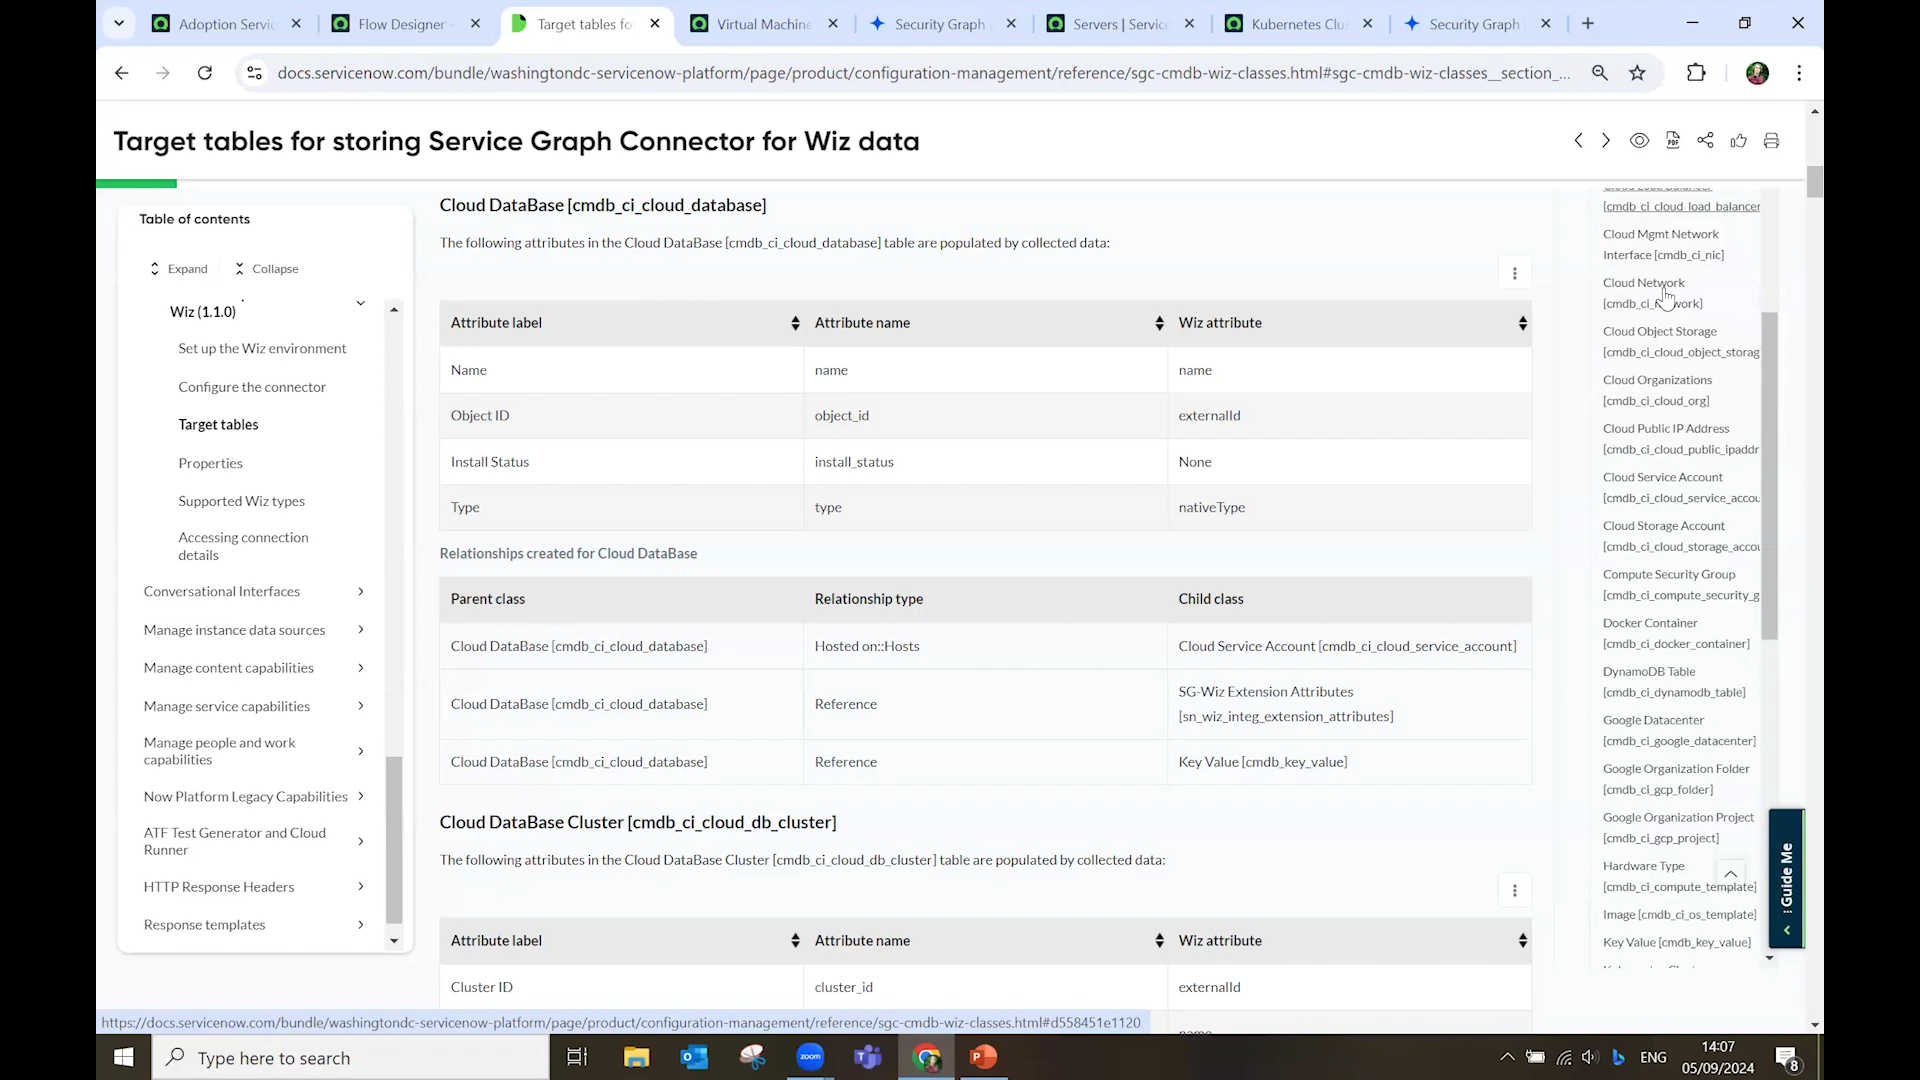 Adoption Servic
Flow Designer -
Target tables fo
Virtual Machine
Security Graph
Servers | Service
Kubernetes Clu
Security Graph
docs.servicenow.com/bundle/washingtondc-servicenow-platform/page/product/configuration-management/reference/sgc-cmdb-wiz-classes.html#sgc-cmdb-wiz-classes__section_...
Target tables for storing Service Graph Connector for Wiz data
Table of contents
Expand
Collapse
Wiz (1.1.0)
Set up the Wiz environment
Configure the connector
Target tables
Properties
Supported Wiz types
Accessing connection
details
Conversational Interfaces
Manage instance data sources
Manage content capabilities
Manage service capabilities
Manage people and work
capabilities
Now Platform Legacy Capabilities
ATF Test Generator and Cloud
Runner
HTTP Response Headers
Response templates
Cloud DataBase [cmdb_ci_cloud_database]
The following attributes in the Cloud DataBase [cmdb_ci_cloud_database] table are populated by collected data:
Attribute label Attribute name Wiz attribute
Name name name
Object ID object_id externalId
Install Status install_status None
Type type nativeType
Relationships created for Cloud DataBase
Parent class Relationship type Child class
Cloud DataBase [cmdb_ci_cloud_database] Hosted on::Hosts Cloud Service Account [cmdb_ci_cloud_service_account]
Cloud DataBase [cmdb_ci_cloud_database] Reference SG-Wiz Extension Attributes
[sn_wiz_integ_extension_attributes]
Cloud DataBase [cmdb_ci_cloud_database] Reference Key Value [cmdb_key_value]
Cloud DataBase Cluster [cmdb_ci_cloud_db_cluster]
The following attributes in the Cloud DataBase Cluster [cmdb_ci_cloud_db_cluster] table are populated by collected data:
Attribute label Attribute name Wiz attribute
Cluster ID cluster_id externalId
name
Cloud Load Balancer
[cmdb_ci_cloud_load_balancer
Cloud Mgmt Network
Interface [cmdb_ci_nic]
Cloud Network
[cmdb_ci_network]
Cloud Object Storage
[cmdb_ci_cloud_object_storag
Cloud Organizations
[cmdb_ci_cloud_org]
Cloud Public IP Address
[cmdb_ci_cloud_public_ipaddr
Cloud Service Account
[cmdb_ci_cloud_service_accou
Cloud Storage Account
[cmdb_ci_cloud_storage_accou
Compute Security Group
[cmdb_ci_compute_security_g
Docker Container
[cmdb_ci_docker_container]
DynamoDB Table
[cmdb_ci_dynamodb_table]
Google Datacenter
[cmdb_ci_google_datacenter]
Google Organization Folder
[cmdb_ci_gcp_folder]
Google Organization Project
[cmdb_ci_gcp_project]
Hardware Type
[cmdb_ci_compute_template]
Image [cmdb_ci_os_template]
Key Value [cmdb_key_value]
Guide Me
https://docs.servicenow.com/bundle/washingtondc-servicenow-platform/page/product/configuration-management/reference/sgc-cmdb-wiz-classes.html#d558451e1120
Type here to search
zoom
ENG
14:07
05/09/2024
8